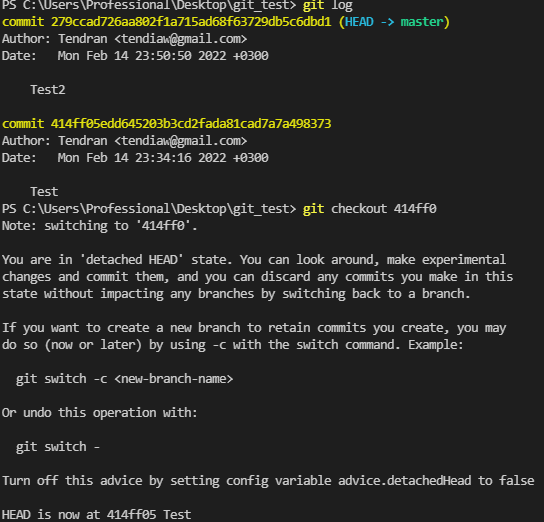 PS C:\Users\Professional\Desktop\git_test> git log
commit 279ccad726aa802f1a715ad68f63729db5c6dbd1 (HEAD -> master)
Author: Tendran <tendiaw@gmail.com>
Date:   Mon Feb 14 23:50:50 2022 +0300
    Test2
commit 414ff05edd645203b3cd2fada81cad7a7a498373
Author: Tendran <tendiaw@gmail.com>
Date:   Mon Feb 14 23:34:16 2022 +0300
    Test
PS C:\Users\Professional\Desktop\git_test> git checkout 414ff0
Note: switching to '414ff0'.
You are in 'detached HEAD' state. You can look around, make experimental
changes and commit them, and you can discard any commits you make in this
state without impacting any branches by switching back to a branch.
If you want to create a new branch to retain commits you create, you may
do so (now or later) by using -c with the switch command. Example:
  git switch -c <new-branch-name>
Or undo this operation with:
  git switch -
Turn off this advice by setting config variable advice.detachedHead to false
HEAD is now at 414ff05 Test